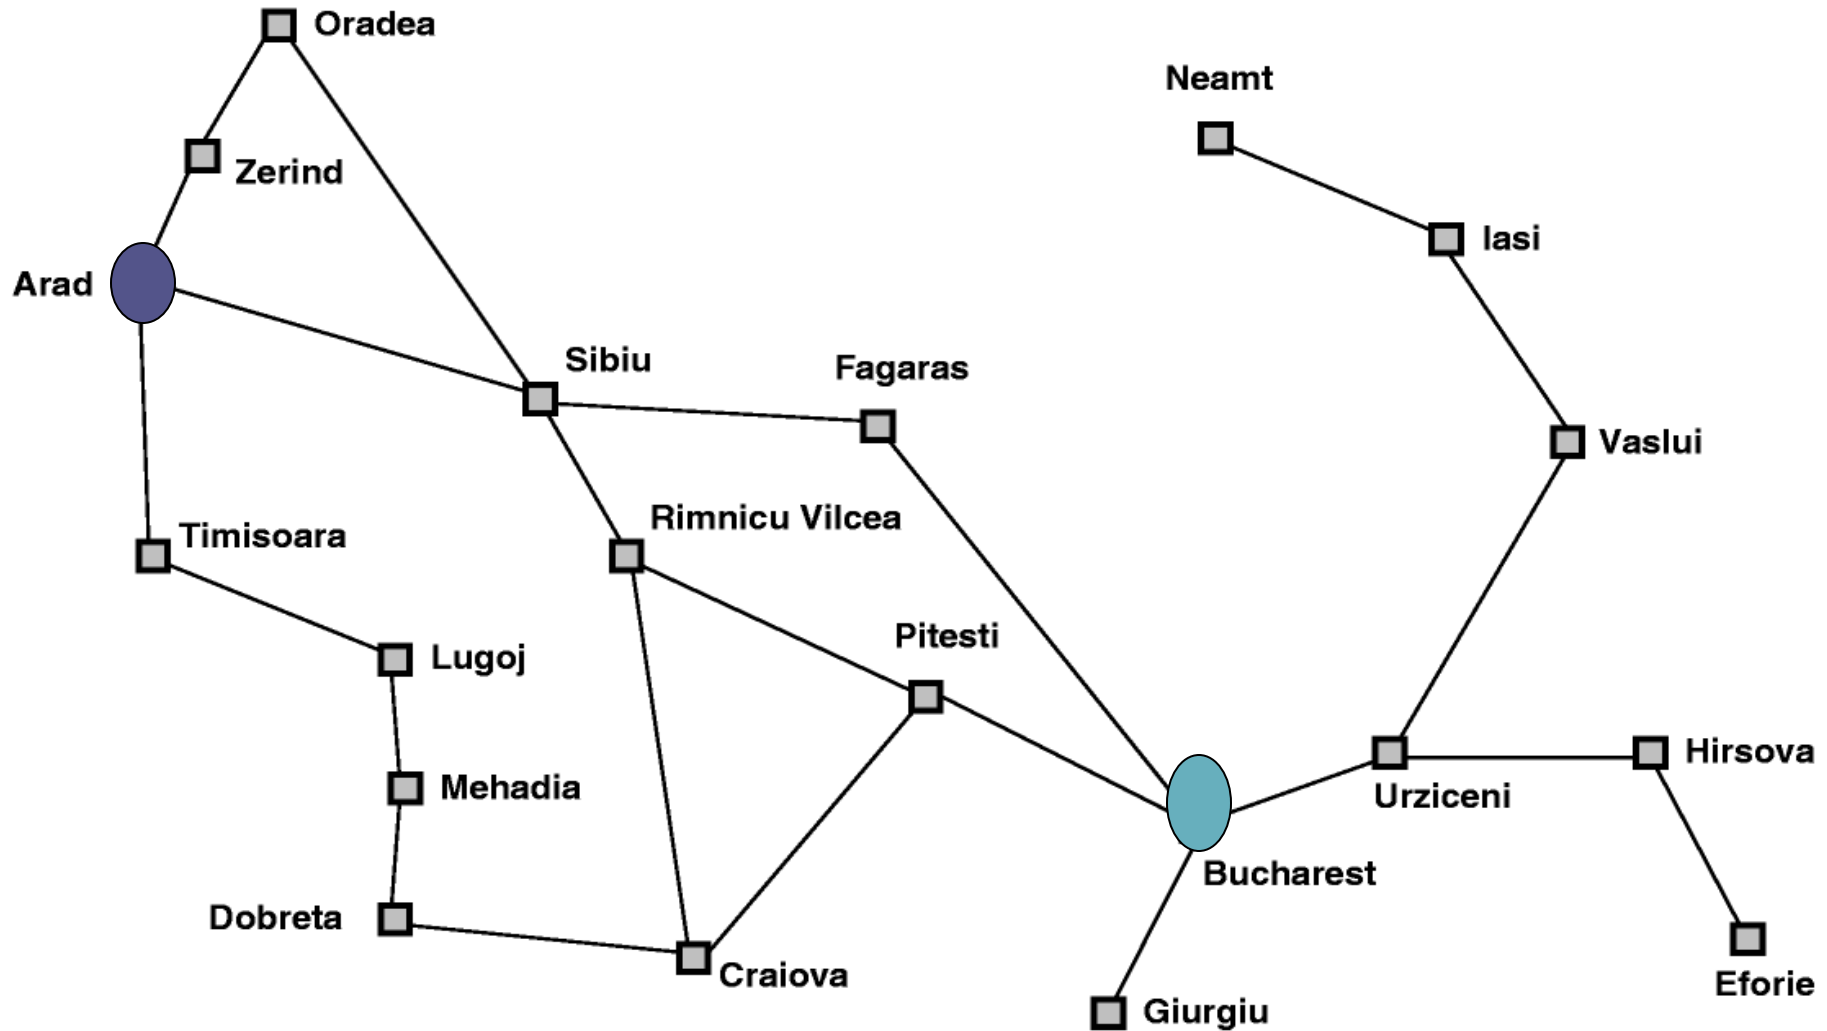 Oradea
Neamt
Zerind
Iasi
Arad
Sibiu
Fagaras
Vaslui
Rimnicu Vilcea
Timisoara
Pitesti
Lugoj
Hirsova
Mehadia
Urziceni
Bucharest
Dobreta
Craiova
Eforie
Giurgiu